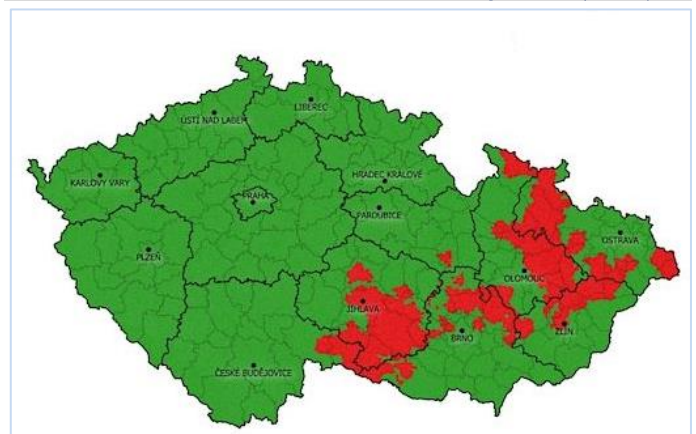 LIBEREC
ÚSTÍ NAD LABEM
KARLOVY VARY
HRADEC KRÁLOVÉ
PRAHA
PARDUBICE
OSTRAVA
PLZEŇ
OLOMOUC
JIHLAVA
BRNO
ZLÍN
ČESKÉ BUDĚJOVICE